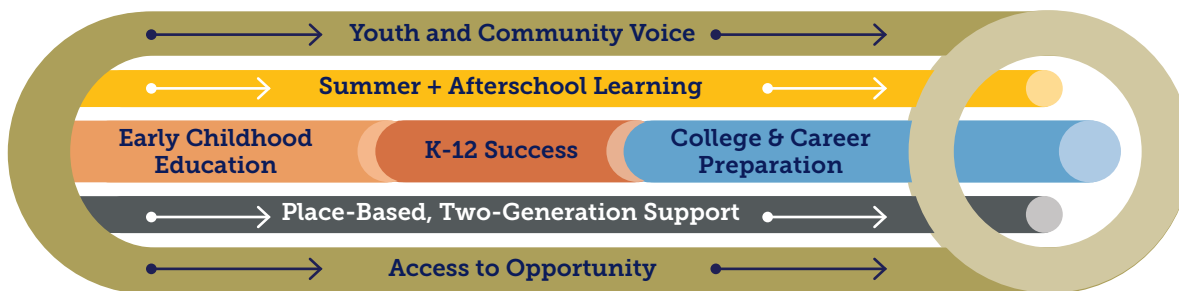 Youth and Community Voice
Summer + Afterschool Learning
Early Childhood
Education
K-12 Success
College & Career
Preparation
Place-Based, Two-Generation Support
Access to Opportunity